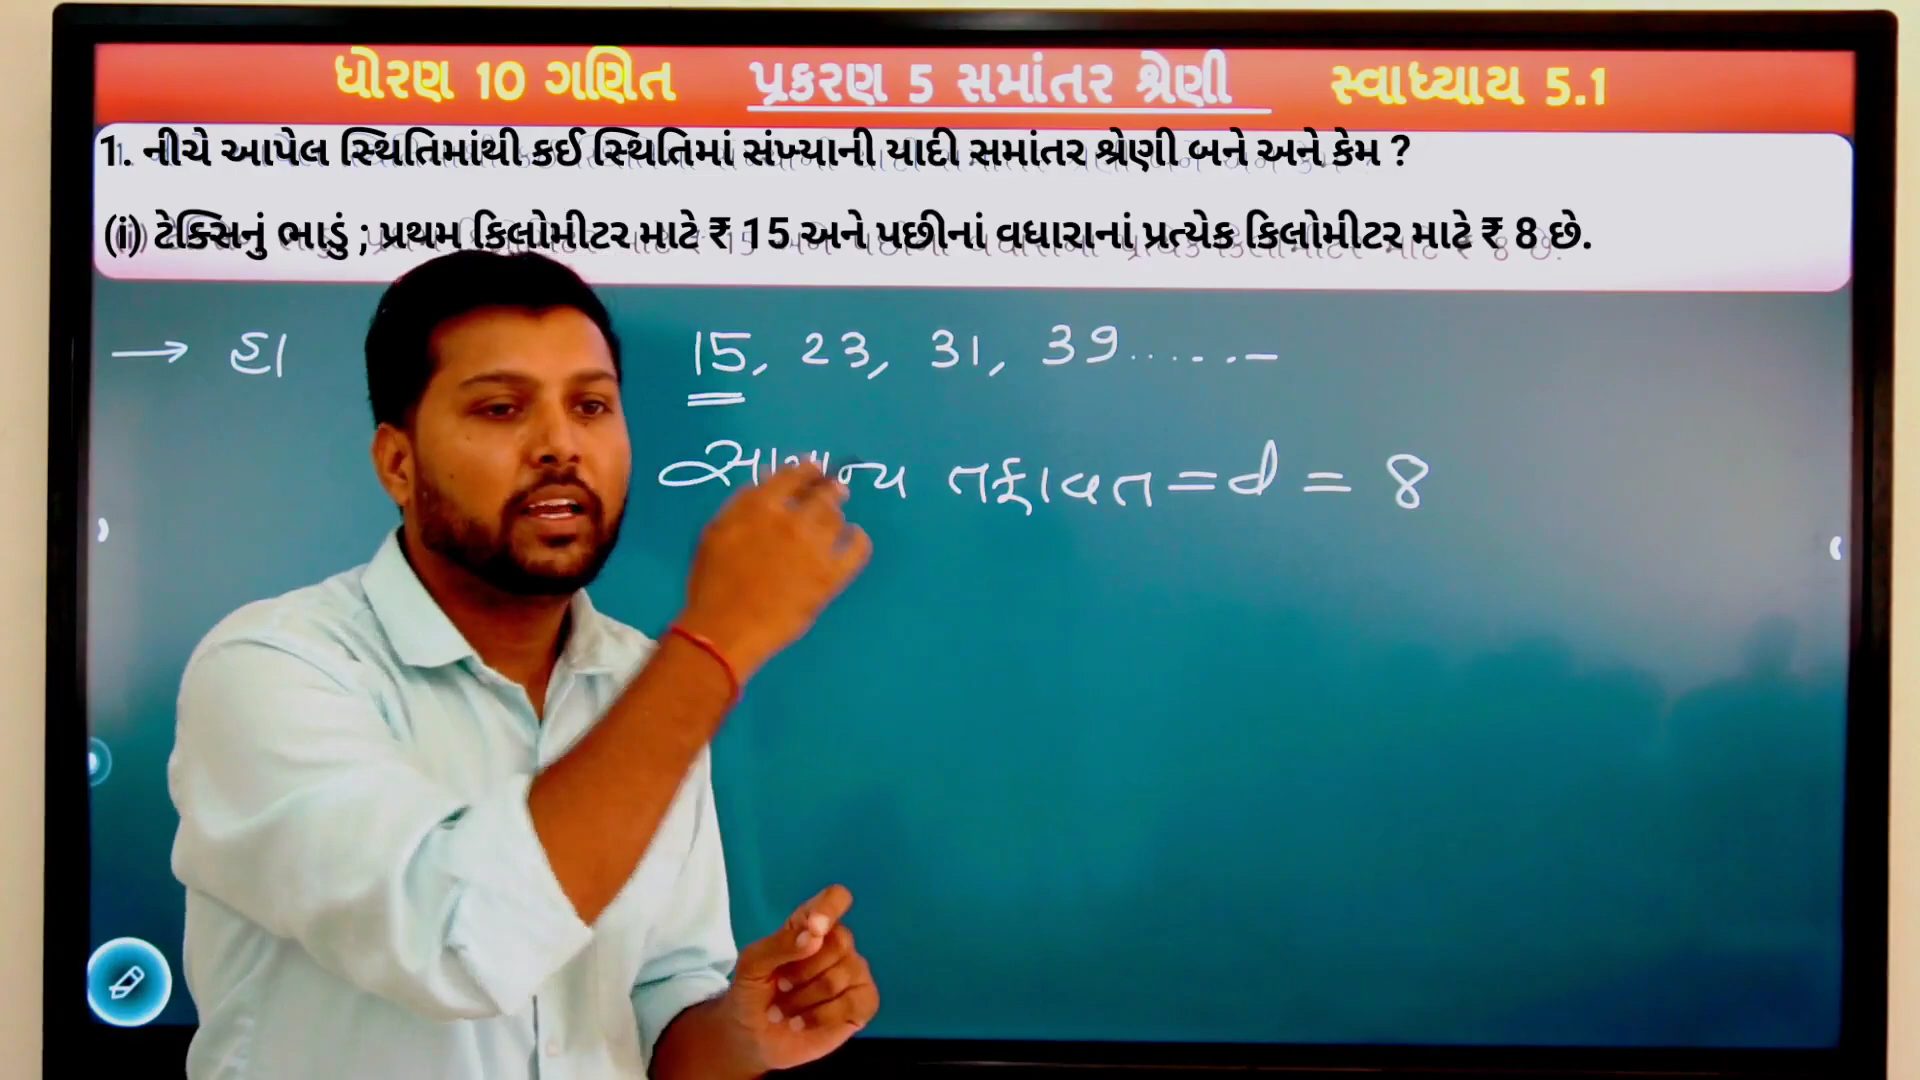 ધોરણ 10 ગણિત પ્રકરણ 5 સમાંતર શ્રેણી સ્વાધ્યાય 5.1
1. નીચે આપેલ સ્થિતિમાંથી કઈ સ્થિતિમાં સંખ્યાની યાદી સમાંતર શ્રેણી બને અને કેમ ?
(i) ટેક્સિનું ભાડું ; પ્રથમ કિલોમીટર માટે ₹ 15 અને પછીનાં વધારાનાં પ્રત્યેક કિલોમીટર માટે ₹ 8 છે.
→ હા 15, 23, 31, 39.......
સામાન્ય તફાવત = d = 8